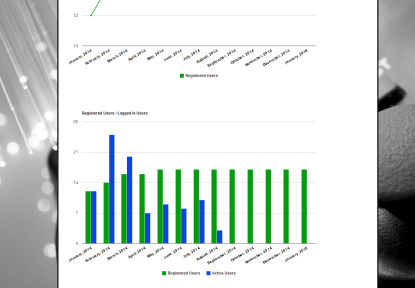 12
10
January, 2014 February, 2014 March, 2014 April, 2014 May, 2014 June, 2014 July, 2014 August, 2014 September, 2014 October, 2014 November, 2014 December, 2014 January, 2015
Registered Users
Registered Users / Logged in Users
28
21
14
7
0
January, 2014 February, 2014 March, 2014 April, 2014 May, 2014 June, 2014 July, 2014 August, 2014 September, 2014 October, 2014 November, 2014 December, 2014 January, 2015
Registered Users Active Users